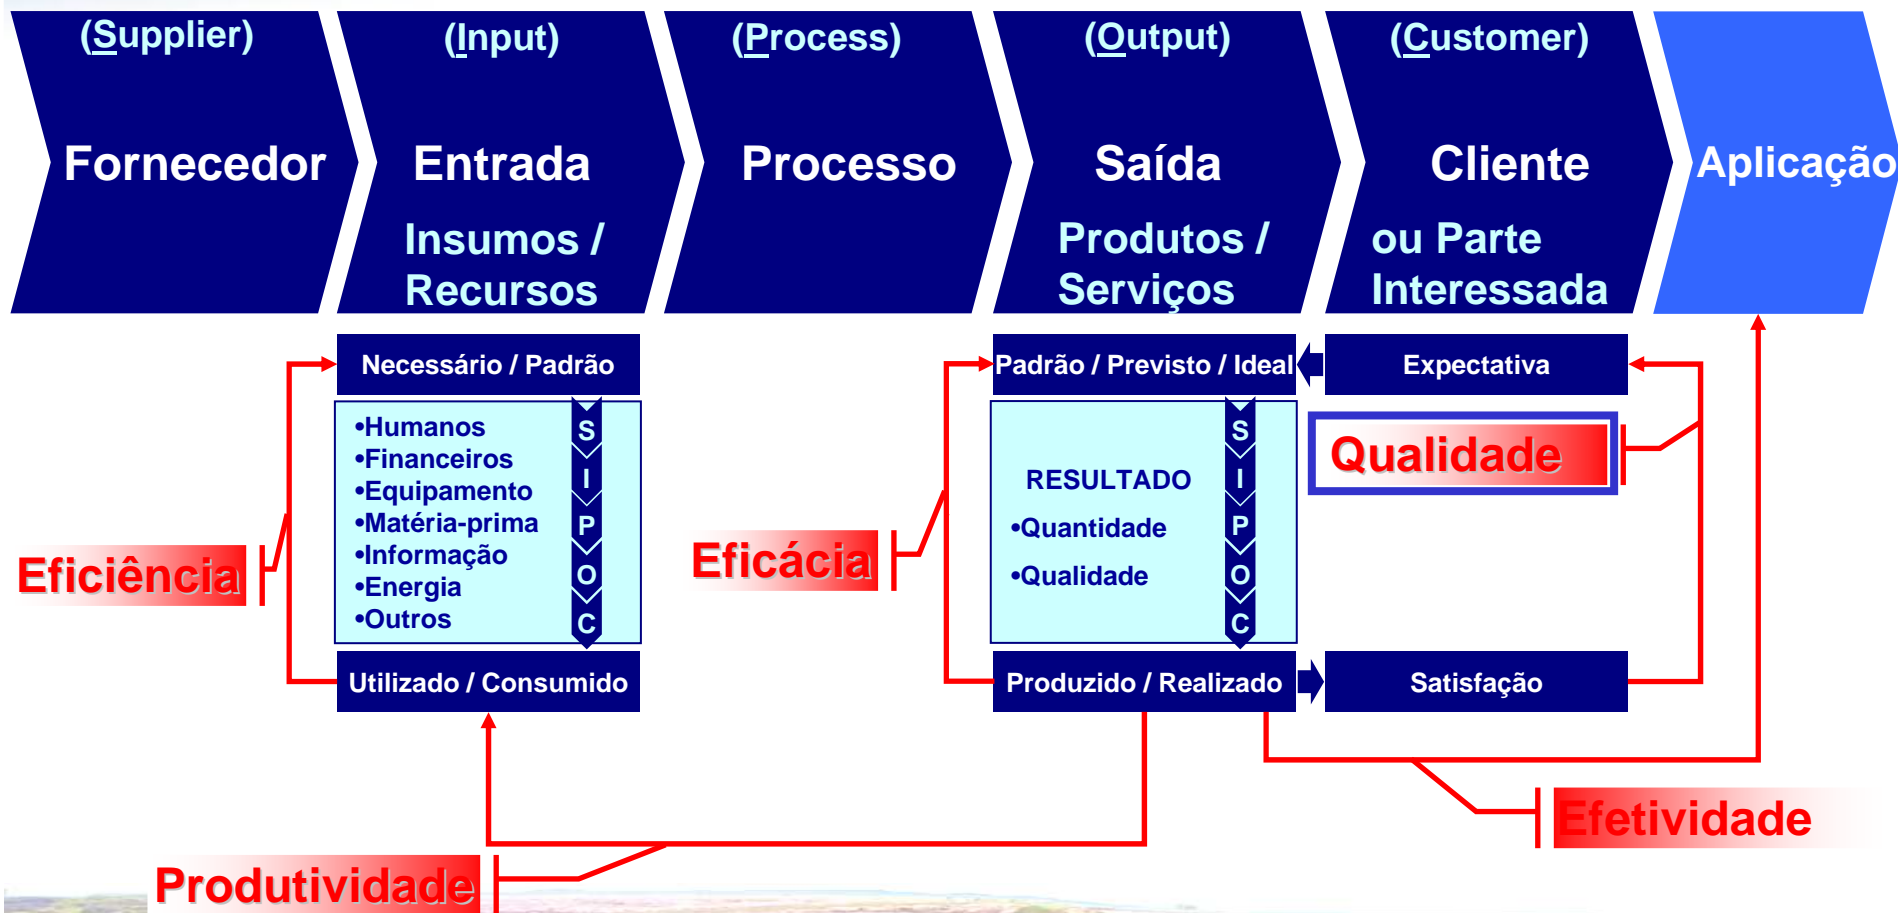 (Supplier)
(Input)
(Process)
(Output)
(Customer)
Fornecedor
Entrada
Processo
Saída
Cliente
Aplicação
Insumos /
Recursos
Produtos /
Serviços
ou Parte
Interessada
Necessário / Padrão
•Humanos
•Financeiros
•Equipamento
•Matéria-prima
•Informação
•Energia
•Outros
S
I
P
O
C
Utilizado / Consumido
Eficiência
Padrão / Previsto / Ideal
RESULTADO
•Quantidade
•Qualidade
S
I
P
O
C
Produzido / Realizado
Eficácia
Expectativa
Qualidade
Satisfação
Efetividade
Produtividade